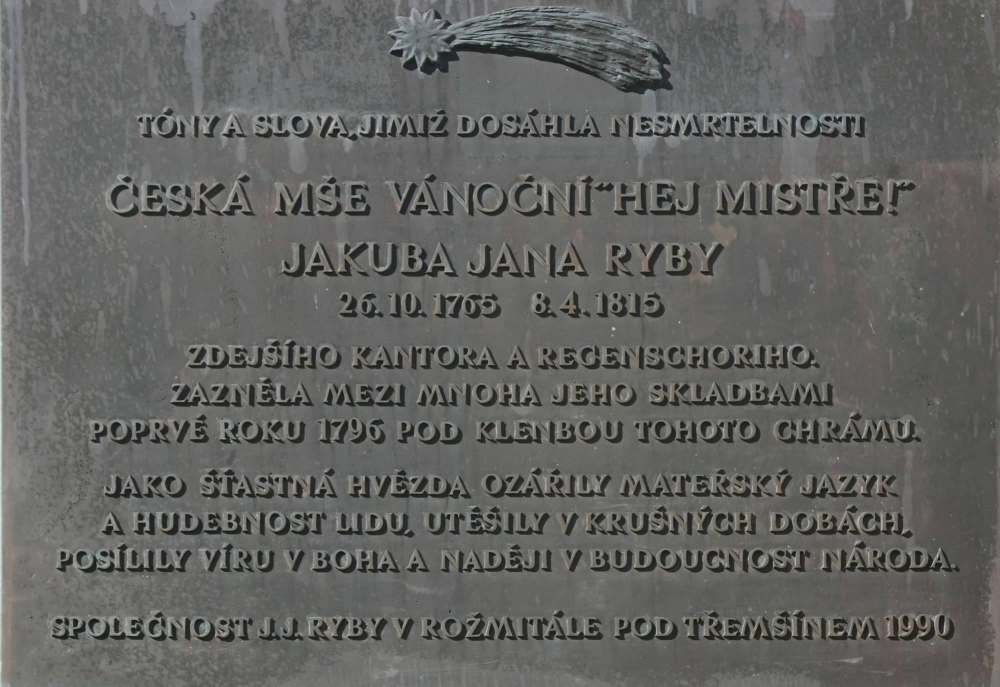 TÓNY A SLOVA, JIMIŽ DOSÁHLA NESMRTELNOSTI
ČESKÁ MŠE VÁNOČNÍ “HEJ MISTŘE!“
JAKUBA JANA RYBY
26.10.1765 8.4.1815
ZDEJŠÍHO KANTORA A REGENSCHORIHO.
ZAZNĚLA MEZI MNOHA JEHO SKLADBAMI
POPRVÉ ROKU 1796 POD KLENBOU TOHOTO CHRÁMU.
JAKO ŠŤASTNÁ HVĚZDA OZÁŘILY MATEŘSKÝ JAZYK
A HUDEBNOST LIDU, UTĚŠILY V KRUŠNÝCH DOBÁCH,
POSÍLILY VÍRU V BOHA A NADĚJI V BUDOUCNOST NÁRODA.
SPOLEČNOST J.J. RYBY V ROŽMITÁLE POD TŘEMŠÍNEM 1990